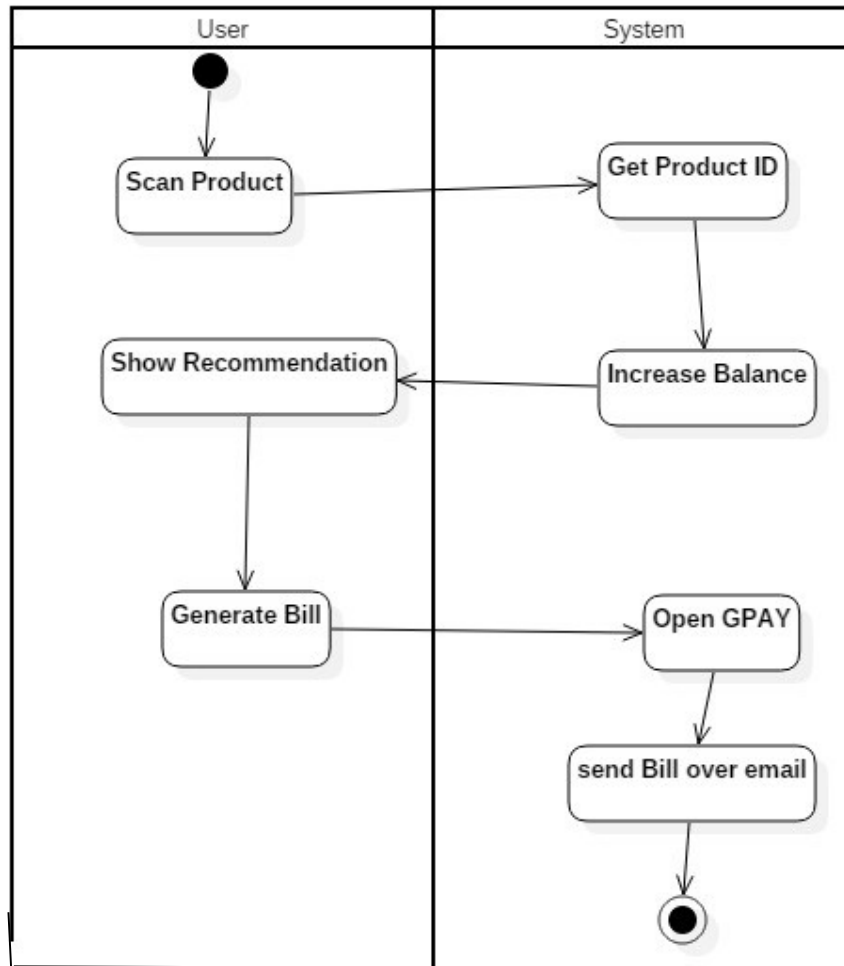 User
System
Scan Product
Get Product ID
Show Recommendation
Increase Balance
Generate Bill
Open GPAY
send Bill over email